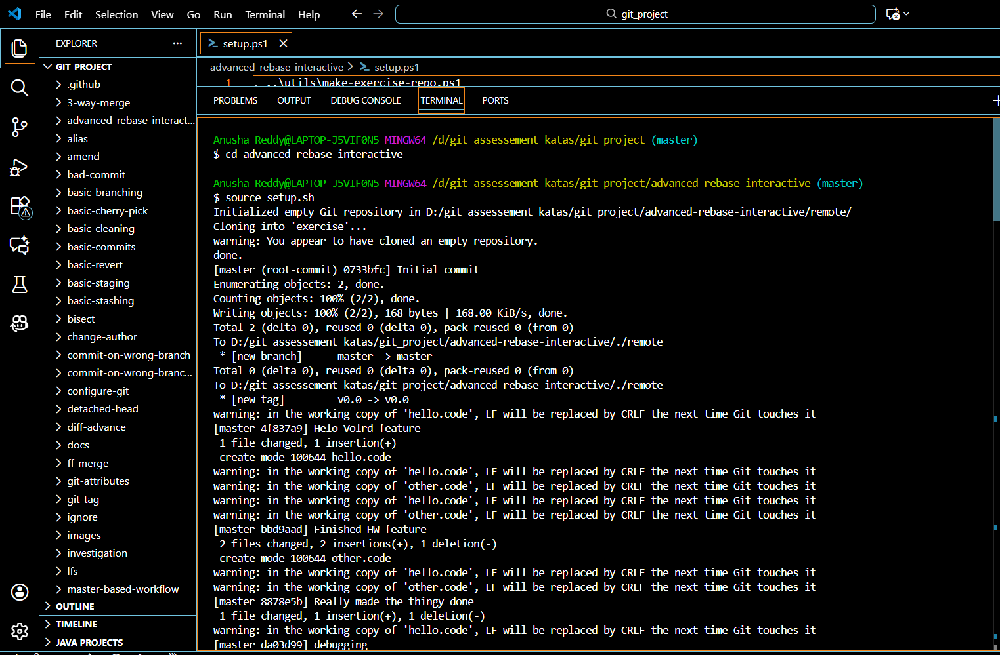 File Edit Selection View Go Run Terminal Help git_project
EXPLORER
setup.ps1
GIT_PROJECT
.github
3-way-merge
advanced-rebase-interact...
alias
amend
bad-commit
basic-branching
basic-cherry-pick
basic-cleaning
basic-commits
basic-revert
basic-staging
basic-stashing
bisect
change-author
commit-on-wrong-branch
commit-on-wrong-branc...
configure-git
detached-head
diff-advance
docs
ff-merge
git-attributes
git-tag
ignore
images
investigation
lfs
master-based-workflow
OUTLINE
TIMELINE
JAVA PROJECTS
advanced-rebase-interactive > setup.ps1
1 . ..\utils\make-exercise-repo.ps1
PROBLEMS OUTPUT DEBUG CONSOLE TERMINAL PORTS
Anusha Reddy@LAPTOP-J5VIF0N5 MINGW64 /d/git assessment katas/git_project (master)
$ cd advanced-rebase-interactive
Anusha Reddy@LAPTOP-J5VIF0N5 MINGW64 /d/git assessment katas/git_project/advanced-rebase-interactive (master)
$ source setup.sh
Initialized empty Git repository in D:/git assessment katas/git_project/advanced-rebase-interactive/remote/
Cloning into 'exercise'...
warning: You appear to have cloned an empty repository.
done.
[master (root-commit) 0733bfc] Initial commit
Enumerating objects: 2, done.
Counting objects: 100% (2/2), done.
Writing objects: 100% (2/2), 168 bytes | 168.00 KiB/s, done.
Total 2 (delta 0), reused 0 (delta 0), pack-reused 0 (from 0)
To D:/git assessement katas/git_project/advanced-rebase-interactive/./remote
 * [new branch]      master -> master
Total 0 (delta 0), reused 0 (delta 0), pack-reused 0 (from 0)
To D:/git assessement katas/git_project/advanced-rebase-interactive/./remote
 * [new tag]         v0.0 -> v0.0
warning: in the working copy of 'hello.code', LF will be replaced by CRLF the next time Git touches it
[master 4f837a9] Helo Volrd feature
 1 file changed, 1 insertion(+)
 create mode 100644 hello.code
warning: in the working copy of 'hello.code', LF will be replaced by CRLF the next time Git touches it
warning: in the working copy of 'other.code', LF will be replaced by CRLF the next time Git touches it
warning: in the working copy of 'hello.code', LF will be replaced by CRLF the next time Git touches it
warning: in the working copy of 'other.code', LF will be replaced by CRLF the next time Git touches it
[master bbd9aad] Finished HW feature
 2 files changed, 2 insertions(+), 1 deletion(-)
 create mode 100644 other.code
warning: in the working copy of 'hello.code', LF will be replaced by CRLF the next time Git touches it
warning: in the working copy of 'other.code', LF will be replaced by CRLF the next time Git touches it
[master 8878e5b] Really made the thingy done
 1 file changed, 1 insertion(+), 1 deletion(-)
warning: in the working copy of 'hello.code', LF will be replaced by CRLF the next time Git touches it
[master da03d99] debugging